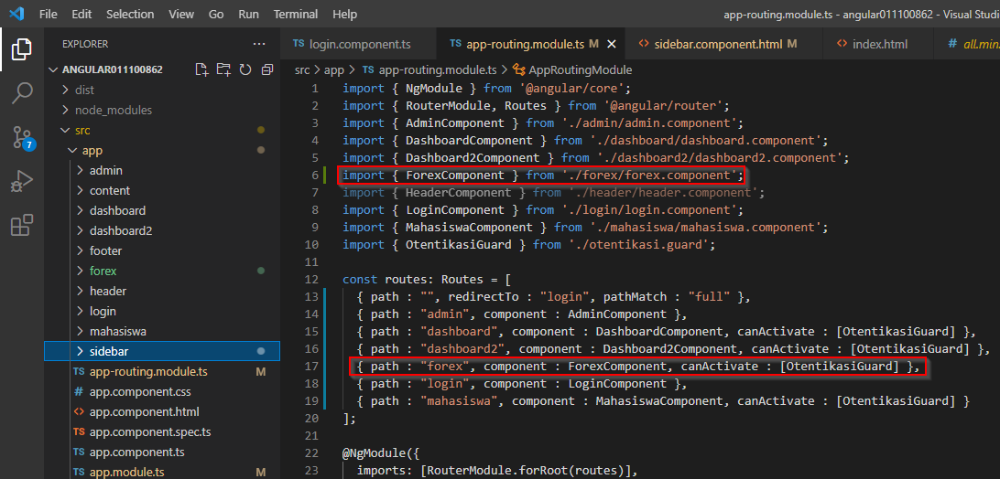 File Edit Selection View Go Run Terminal Help app-routing.module.ts - angular011100862 - Visual Studi
EXPLORER ...
TS login.component.ts TS app-routing.module.ts M <> sidebar.component.html M <> index.html # all.min.
ANGULAR011100862
dist
node_modules
src
app
admin
content
dashboard
dashboard2
footer
forex
header
login
mahasiswa
sidebar
TS app-routing.module.ts M
# app.component.css
<> app.component.html
TS app.component.spec.ts
TS app.component.ts
TS app.module.ts M
7
src > app > TS app-routing.module.ts > AppRoutingModule
1 import { NgModule } from '@angular/core';
2 import { RouterModule, Routes } from '@angular/router';
3 import { AdminComponent } from './admin/admin.component';
4 import { DashboardComponent } from './dashboard/dashboard.component';
5 import { Dashboard2Component } from './dashboard2/dashboard2.component';
6 import { ForexComponent } from './forex/forex.component';
7 import { HeaderComponent } from './header/header.component';
8 import { LoginComponent } from './login/login.component';
9 import { MahasiswaComponent } from './mahasiswa/mahasiswa.component';
10 import { OtentikasiGuard } from './otentikasi.guard';
11
12 const routes: Routes = [
13 { path : "", redirectTo : "login", pathMatch : "full" },
14 { path : "admin", component : AdminComponent },
15 { path : "dashboard", component : DashboardComponent, canActivate : [OtentikasiGuard] },
16 { path : "dashboard2", component : Dashboard2Component, canActivate : [OtentikasiGuard] },
17 { path : "forex", component : ForexComponent, canActivate : [OtentikasiGuard] },
18 { path : "login", component : LoginComponent },
19 { path : "mahasiswa", component : MahasiswaComponent, canActivate : [OtentikasiGuard] }
20 ];
21
22 @NgModule({
23 imports: [RouterModule.forRoot(routes)],